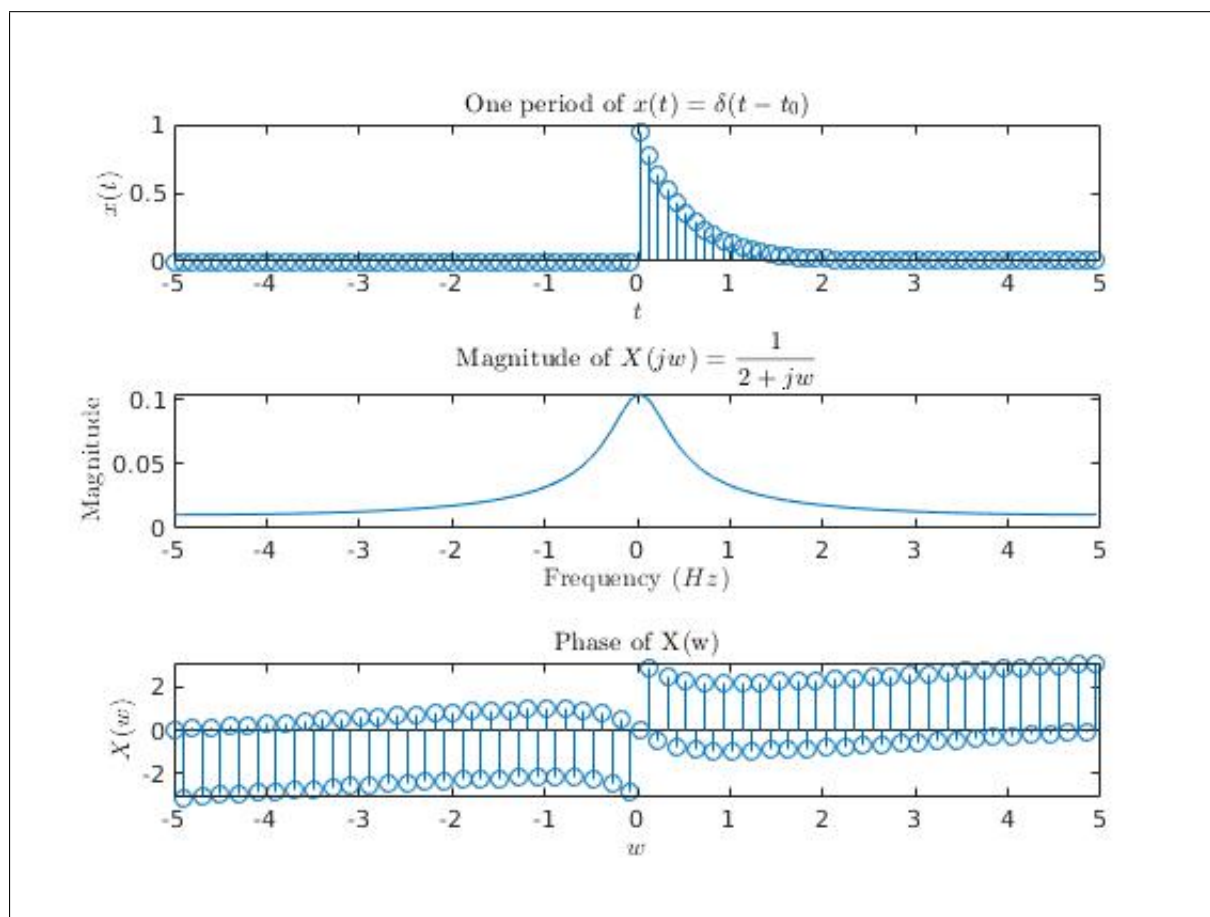 One period of x(t) = δ(t − t₀)
1
0.5
0
x(t)
-5 -4 -3 -2 -1 0 1 2 3 4 5
t
Magnitude of X(jw) = 1 / (2 + jw)
0.1
0.05
0
Magnitude
-5 -4 -3 -2 -1 0 1 2 3 4 5
Frequency (Hz)
Phase of X(w)
2
0
-2
X(w)
-5 -4 -3 -2 -1 0 1 2 3 4 5
w